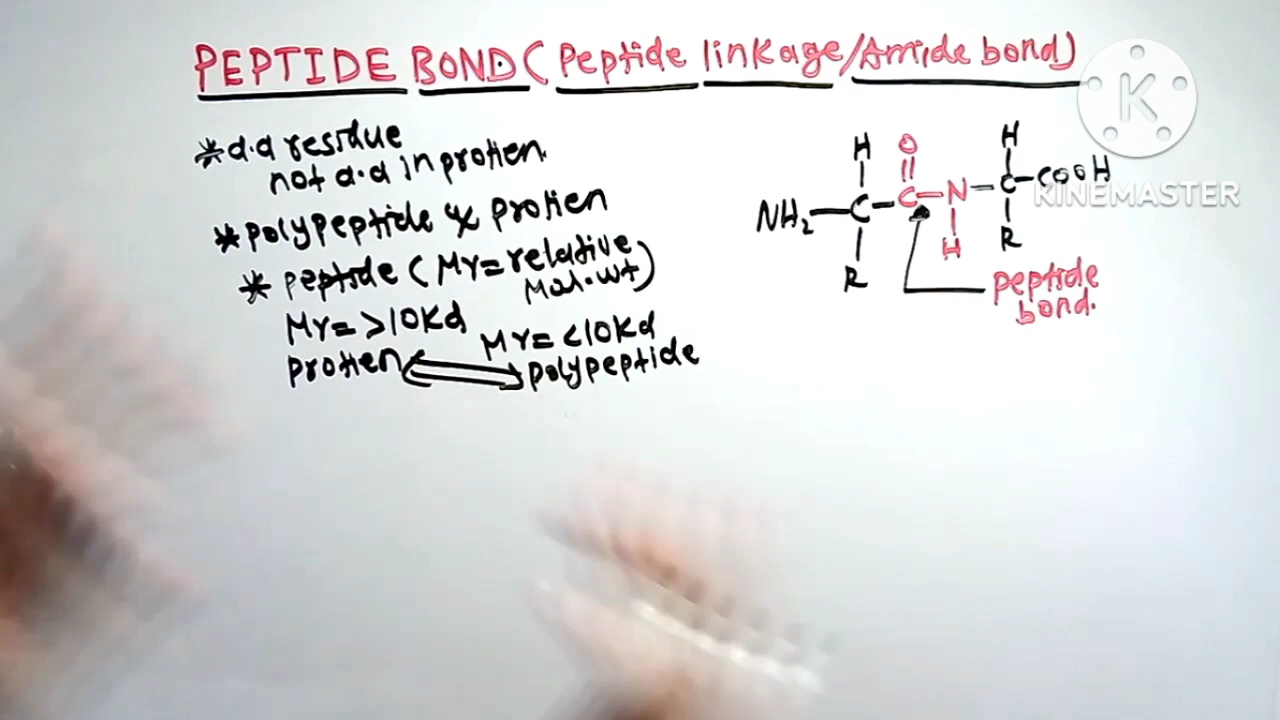 PEPTIDE BOND (Peptide linkage/Amide bond)
*a.a residue
not a.a in protien.
*polypeptide & protien
*peptide (Mr=relative
Mol.wt)
Mr= >10Kd
Mr= <10Kd
protien
polypeptide
H O H
NH2-C-C-N-C-COOH
R H R
peptide
bond.
K
KINEMASTER